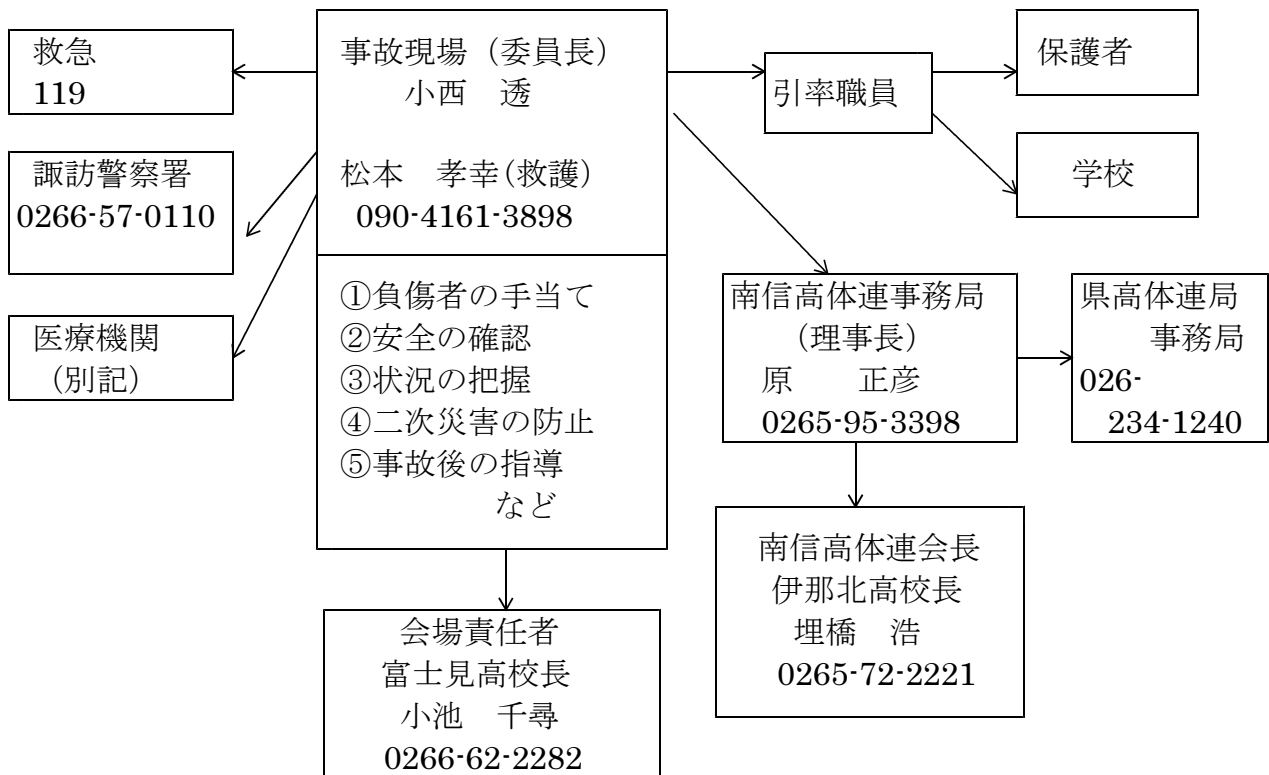 救急
119
諏訪警察署
0266-57-0110
医療機関
(別記)
事故現場(委員長)
小西　透
松本　孝幸(救護)
090-4161-3898
①負傷者の手当て
②安全の確認
③状況の把握
④二次災害の防止
⑤事故後の指導
など
会場責任者
富士見高校長
小池　千尋
0266-62-2282
引率職員
保護者
学校
南信高体連事務局
(理事長)
原　　正彦
0265-95-3398
県高体連局
事務局
026-
234-1240
南信高体連会長
伊那北高校長
埋橋　浩
0265-72-2221